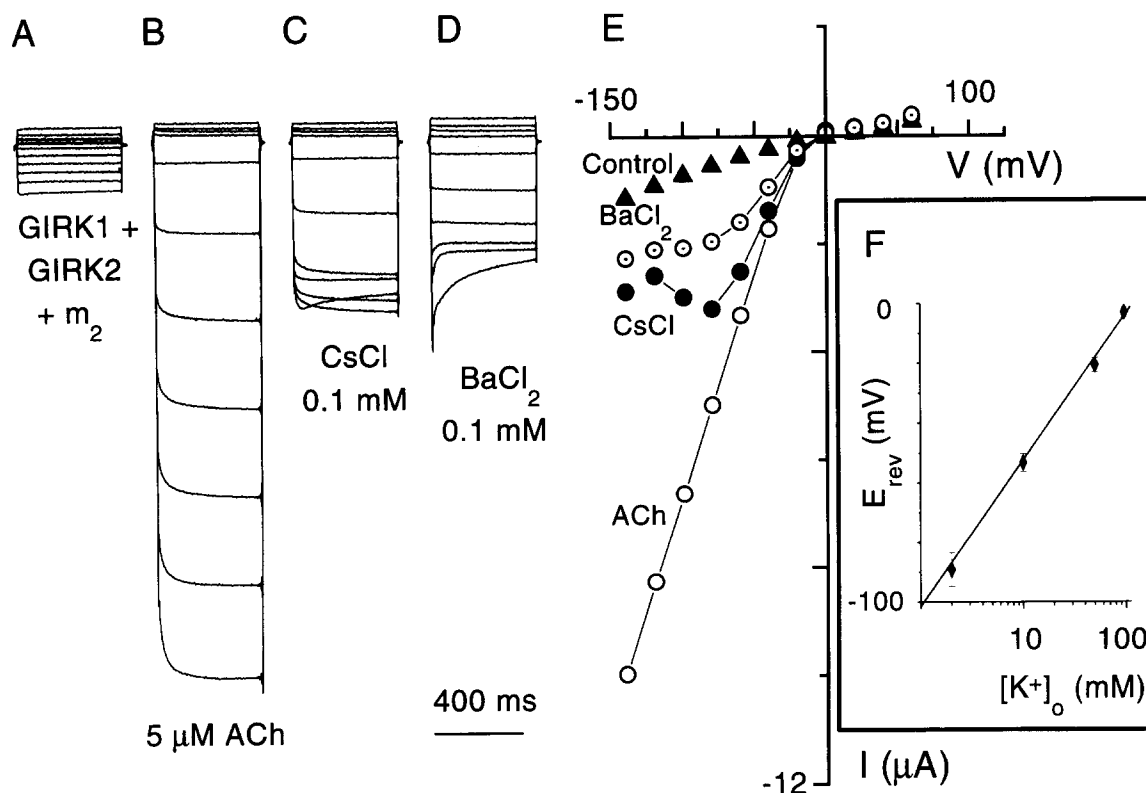 A
B
C
D
E
GIRK1 +
GIRK2
+ m₂
5 μM ACh
CsCl
0.1 mM
BaCl₂
0.1 mM
400 ms
-150
100
V (mV)
Control
BaCl₂
CsCl
ACh
-12
I (μA)
F
0
-100
E_rev (mV)
10
100
[K⁺]ₒ (mM)